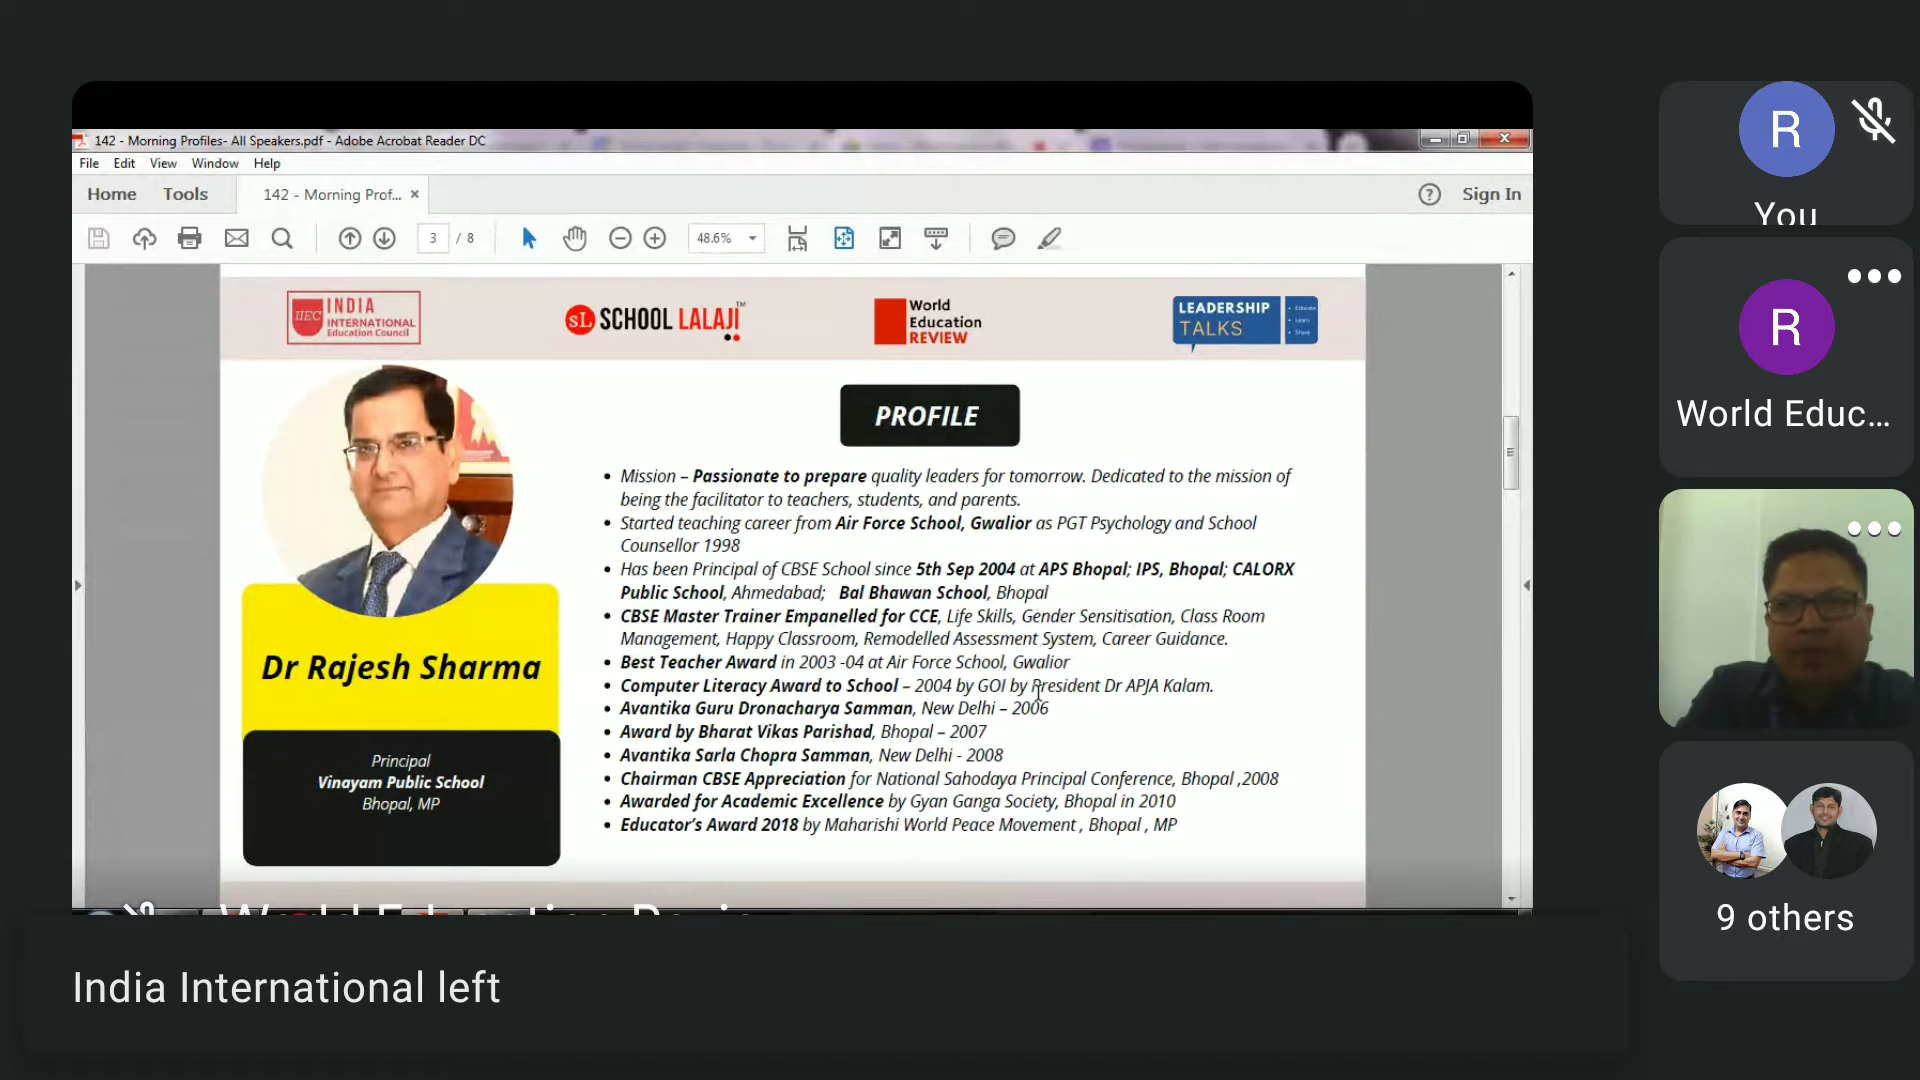 142 - Morning Profiles- All Speakers.pdf - Adobe Acrobat Reader DC
File Edit View Window Help
Home Tools 142 - Morning Prof... × Sign In
3 / 8 48.6%
IIEC INDIA INTERNATIONAL Education Council
sL SCHOOL LALAJI ™
World Education REVIEW
LEADERSHIP TALKS
PROFILE
• Mission – Passionate to prepare quality leaders for tomorrow. Dedicated to the mission of
being the facilitator to teachers, students, and parents.
• Started teaching career from Air Force School, Gwalior as PGT Psychology and School
Counsellor 1998
• Has been Principal of CBSE School since 5th Sep 2004 at APS Bhopal; IPS, Bhopal; CALORX
Public School, Ahmedabad; Bal Bhawan School, Bhopal
• CBSE Master Trainer Empanelled for CCE, Life Skills, Gender Sensitisation, Class Room
Management, Happy Classroom, Remodelled Assessment System, Career Guidance.
• Best Teacher Award in 2003 -04 at Air Force School, Gwalior
• Computer Literacy Award to School – 2004 by GOI by President Dr APJA Kalam.
• Avantika Guru Dronacharya Samman, New Delhi – 2006
• Award by Bharat Vikas Parishad, Bhopal – 2007
• Avantika Sarla Chopra Samman, New Delhi - 2008
• Chairman CBSE Appreciation for National Sahodaya Principal Conference, Bhopal ,2008
• Awarded for Academic Excellence by Gyan Ganga Society, Bhopal in 2010
• Educator's Award 2018 by Maharishi World Peace Movement , Bhopal , MP
Dr Rajesh Sharma
Principal
Vinayam Public School
Bhopal, MP
India International left
R
You
R
World Educ...
9 others